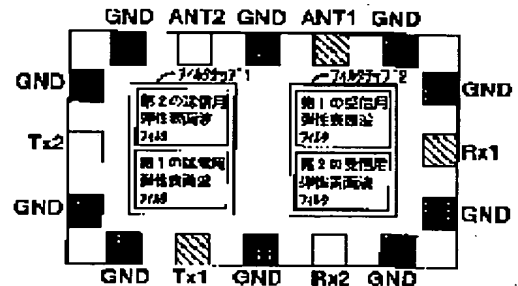 GND ANT2 GND ANT1 GND
フィルタチップ1
フィルタチップ2
GND
GND
第2の送信用
弾性表面波
フィルタ
第1の受信用
弾性表面波
フィルタ
Tx2
Rx1
第1の送信用
弾性表面波
フィルタ
第2の受信用
弾性表面波
フィルタ
GND
GND
GND Tx1 GND Rx2 GND